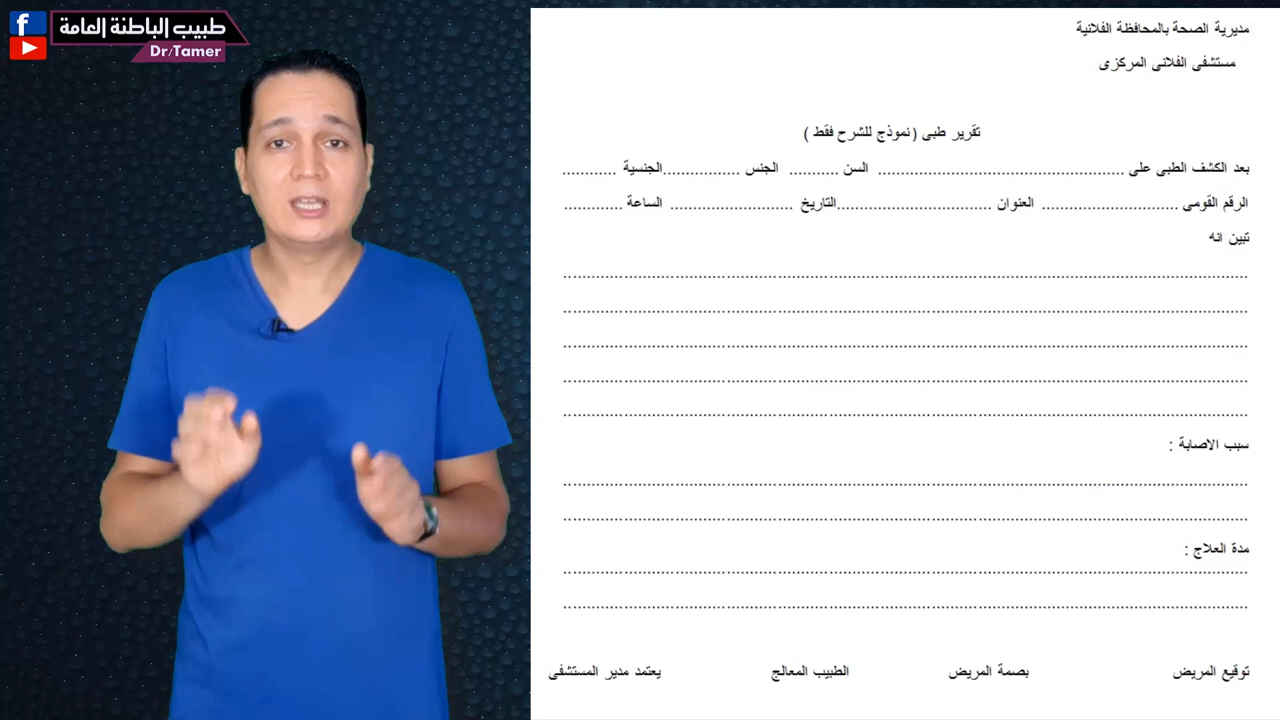 طبيب الباطنة العامة
Dr/Tamer
مديرية الصحة بالمحافظة الفلانية
مستشفى الفلانى المركزى
تقرير طبى ( نموذج للشرح فقط )
بعد الكشف الطبى على ........................................................ السن ........... الجنس .................الجنسية ............
الرقم القومى ............................... العنوان ...................................التاريخ ............................ الساعة .............
تبين انه
سبب الاصابة :
مدة العلاج :
توقيع المريض بصمة المريض الطبيب المعالج يعتمد مدير المستشفى